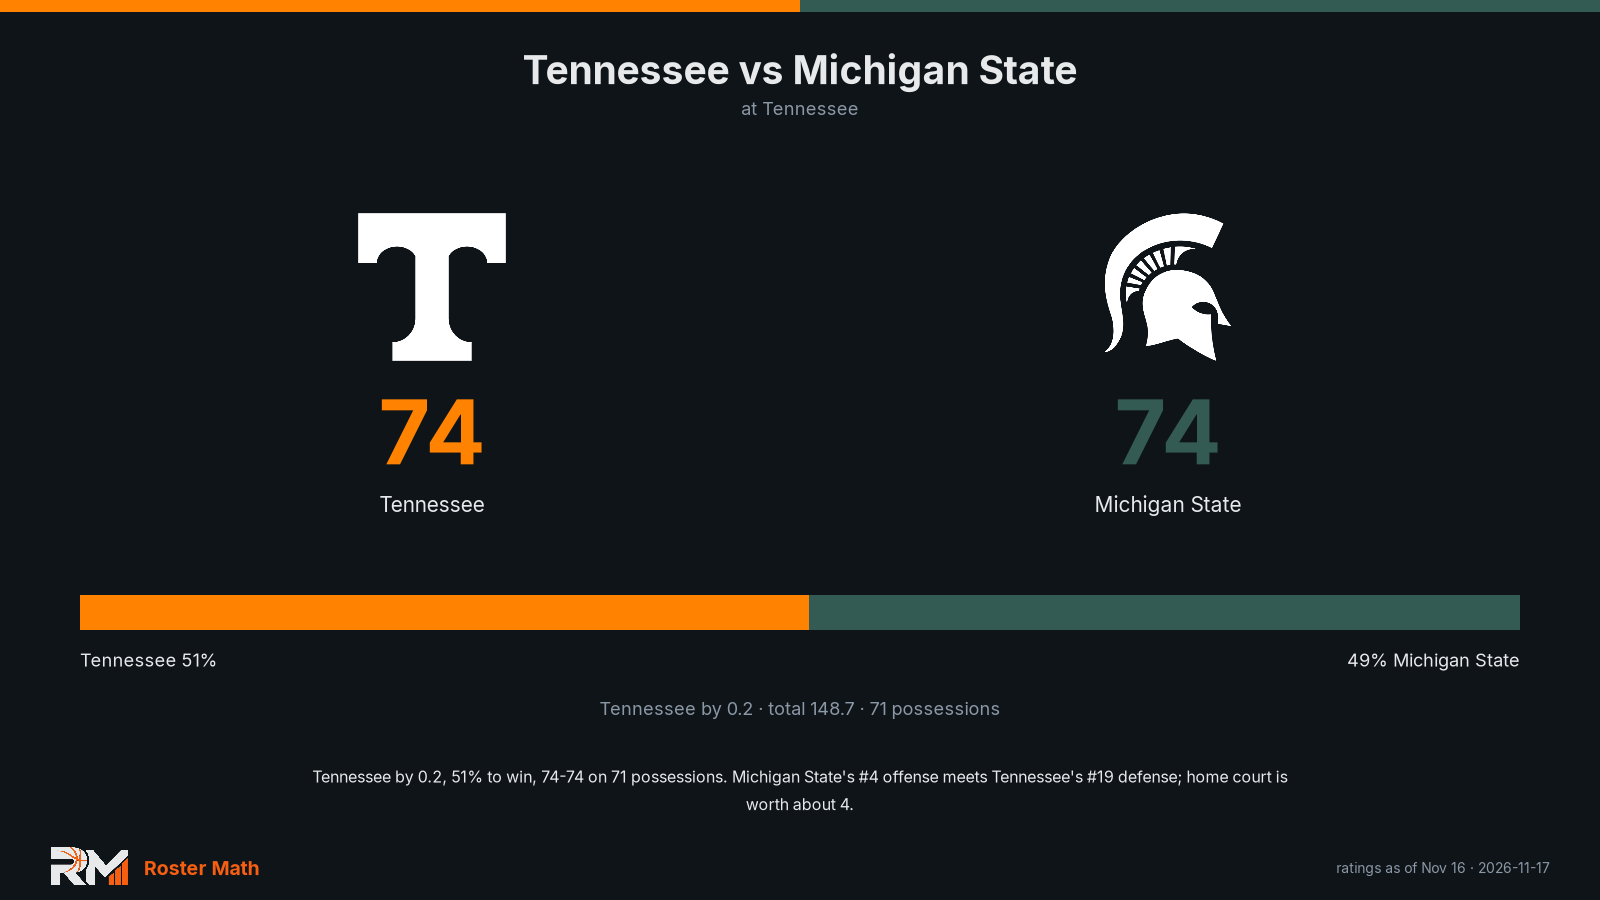 Tennessee vs Michigan State
at Tennessee
T
74
74
Tennessee
Michigan State
Tennessee 51%
49% Michigan State
Tennessee by 0.2 · total 148.7 · 71 possessions
Tennessee by 0.2, 51% to win, 74-74 on 71 possessions. Michigan State's #4 offense meets Tennessee's #19 defense; home court is
worth about 4.
RM Roster Math
ratings as of Nov 16 · 2026-11-17